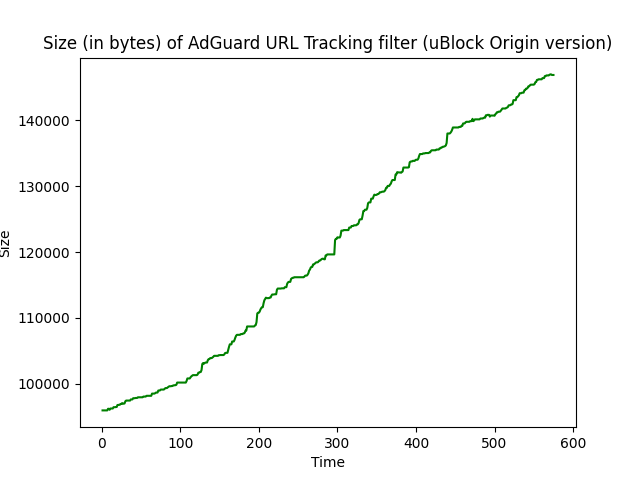 Size (in bytes) of AdGuard URL Tracking filter (uBlock Origin version)
140000
130000
120000
110000
100000
Size
0 100 200 300 400 500 600
Time